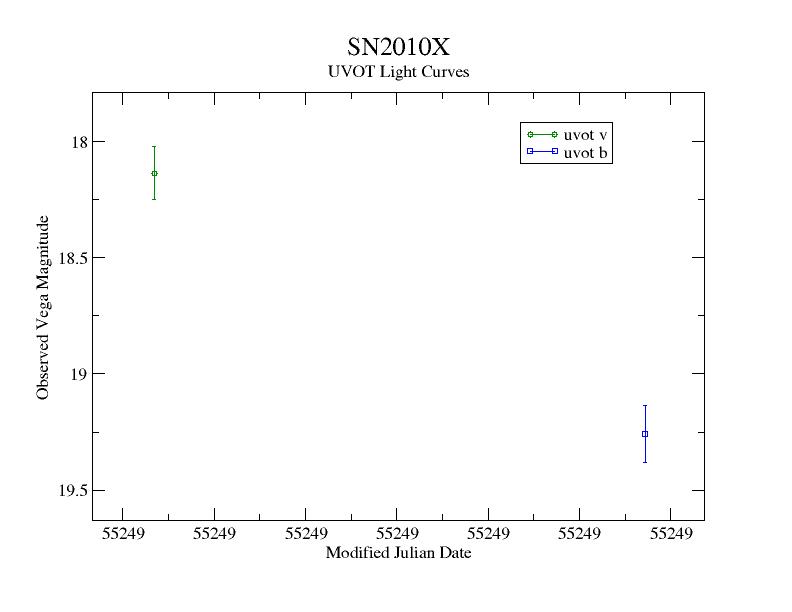 SN2010X
UVOT Light Curves
uvot v
uvot b
Observed Vega Magnitude
18
18.5
19
19.5
55249 55249 55249 55249 55249 55249 55249
Modified Julian Date